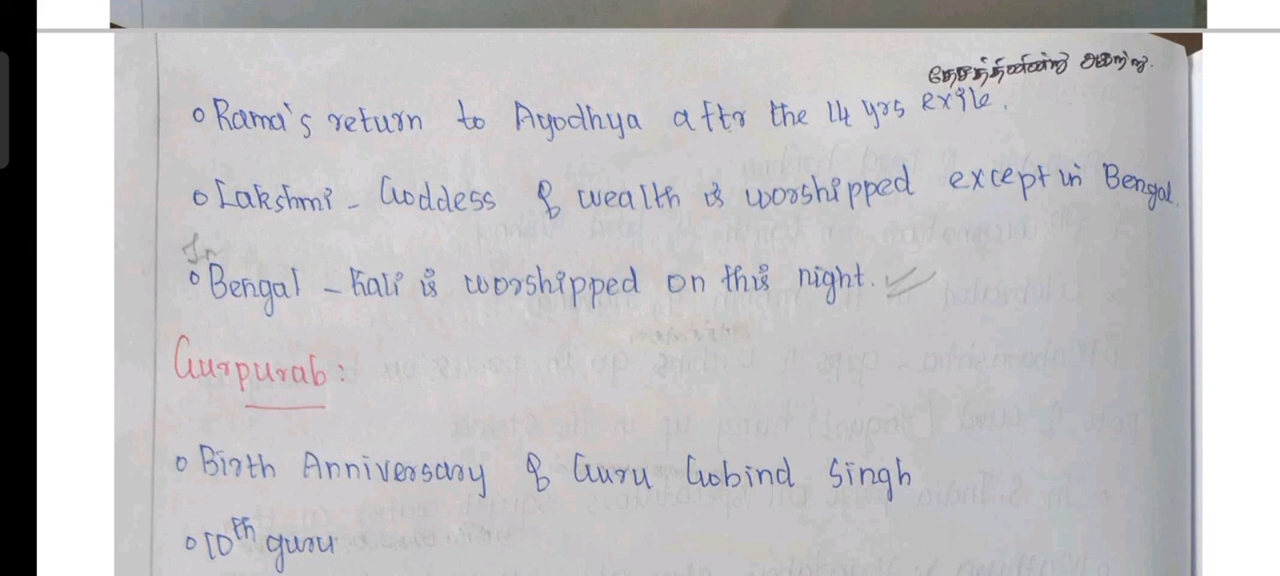 o Rama's return to Ayodhya after the 14 yrs exile.
o Lakshmi - Goddess of wealth is worshipped except in Bengal.
In
o Bengal - Kali is worshipped on this night.
Gurpurab:
o Birth Anniversary of Guru Gobind Singh
o 10th guru